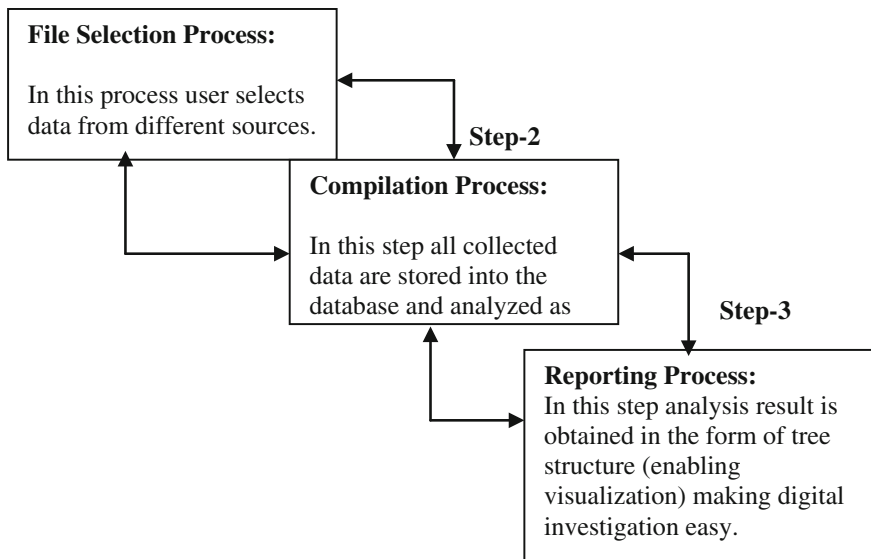 File Selection Process:
In this process user selects
data from different sources.
Step-2
Compilation Process:
In this step all collected
data are stored into the
database and analyzed as
Step-3
Reporting Process:
In this step analysis result is
obtained in the form of tree
structure (enabling
visualization) making digital
investigation easy.